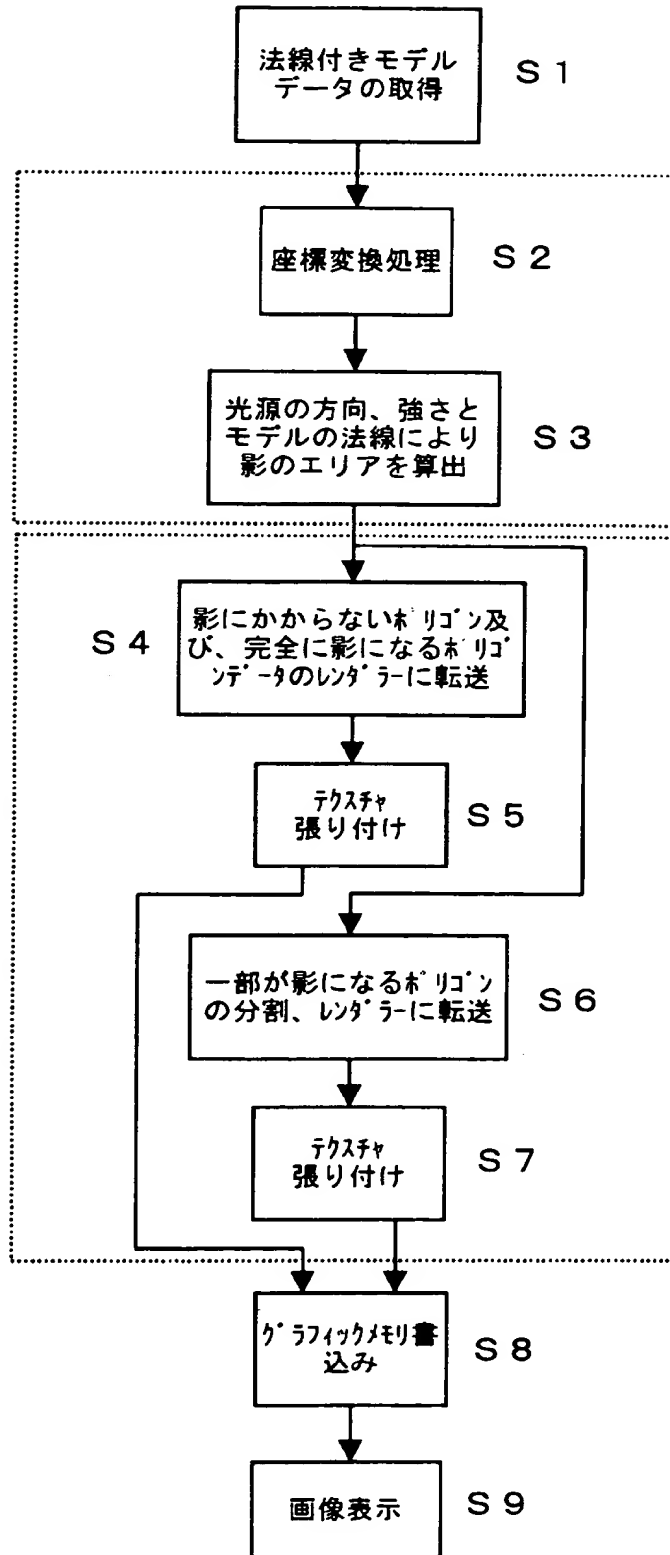 法線付きモデル
データの取得
S1
座標変換処理
S2
光源の方向、強さと
モデルの法線により
影のエリアを算出
S3
S4
影にかからないﾎﾟﾘｺﾞﾝ及
び、完全に影になるﾎﾟﾘｺﾞ
ﾝﾃﾞｰﾀのﾚﾝﾀﾞﾗｰに転送
ﾃｸｽﾁｬ
張り付け
S5
一部が影になるﾎﾟﾘｺﾞﾝ
の分割、ﾚﾝﾀﾞﾗｰに転送
S6
ﾃｸｽﾁｬ
張り付け
S7
ｸﾞﾗﾌｨｯｸﾒﾓﾘ書
込み
S8
画像表示
S9